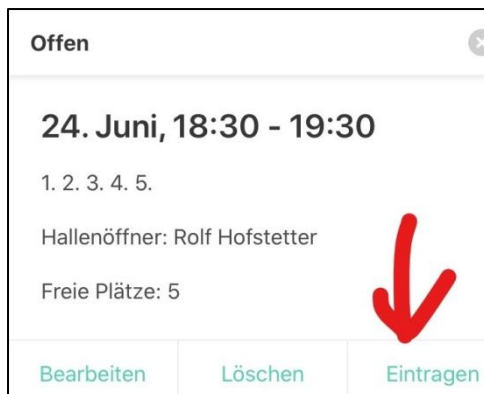 Offen
24. Juni, 18:30 - 19:30
1. 2. 3. 4. 5.
Hallenöffner: Rolf Hofstetter
Freie Plätze: 5
Bearbeiten Löschen Eintragen